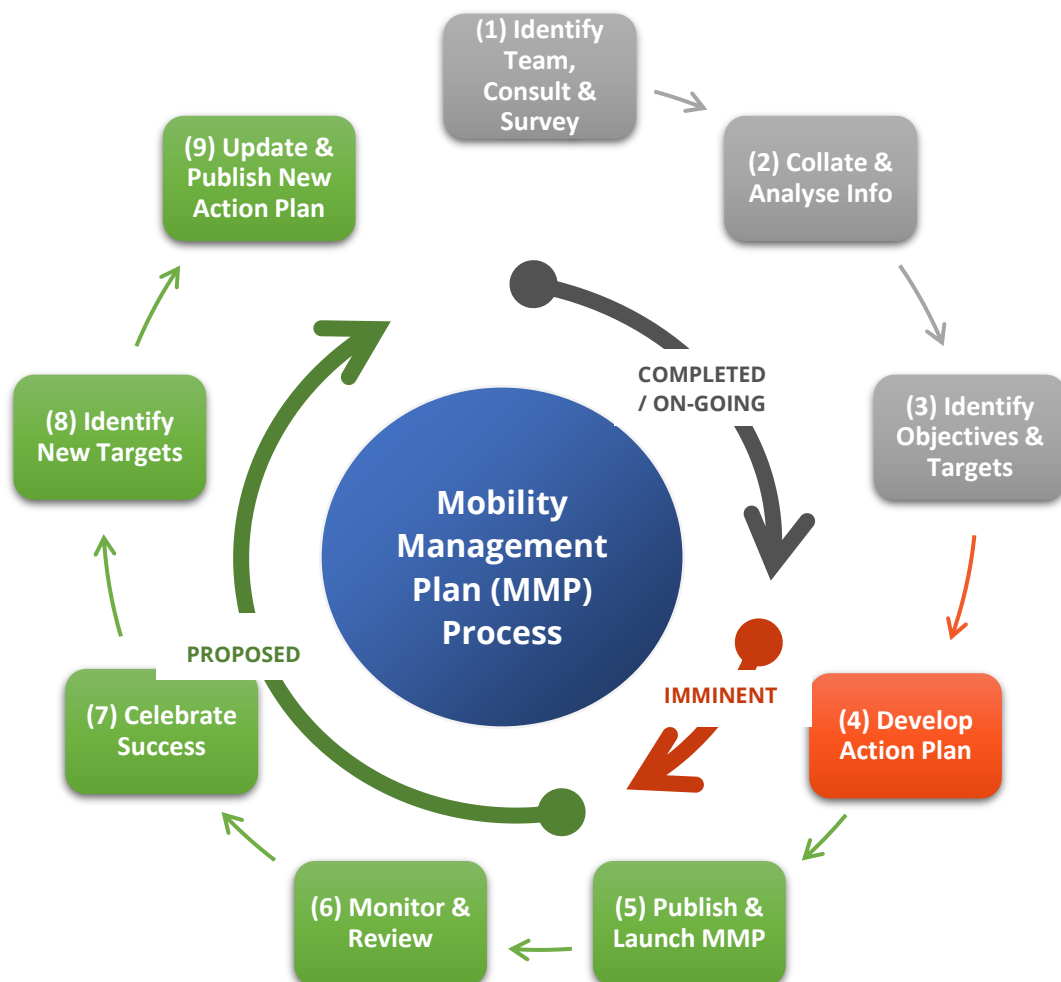 (1) Identify
Team,
Consult &
Survey
(2) Collate &
Analyse Info
(3) Identify
Objectives &
Targets
(4) Develop
Action Plan
(5) Publish &
Launch MMP
(6) Monitor &
Review
(7) Celebrate
Success
(8) Identify
New Targets
(9) Update &
Publish New
Action Plan
COMPLETED
/ ON-GOING
IMMINENT
PROPOSED
Mobility
Management
Plan (MMP)
Process